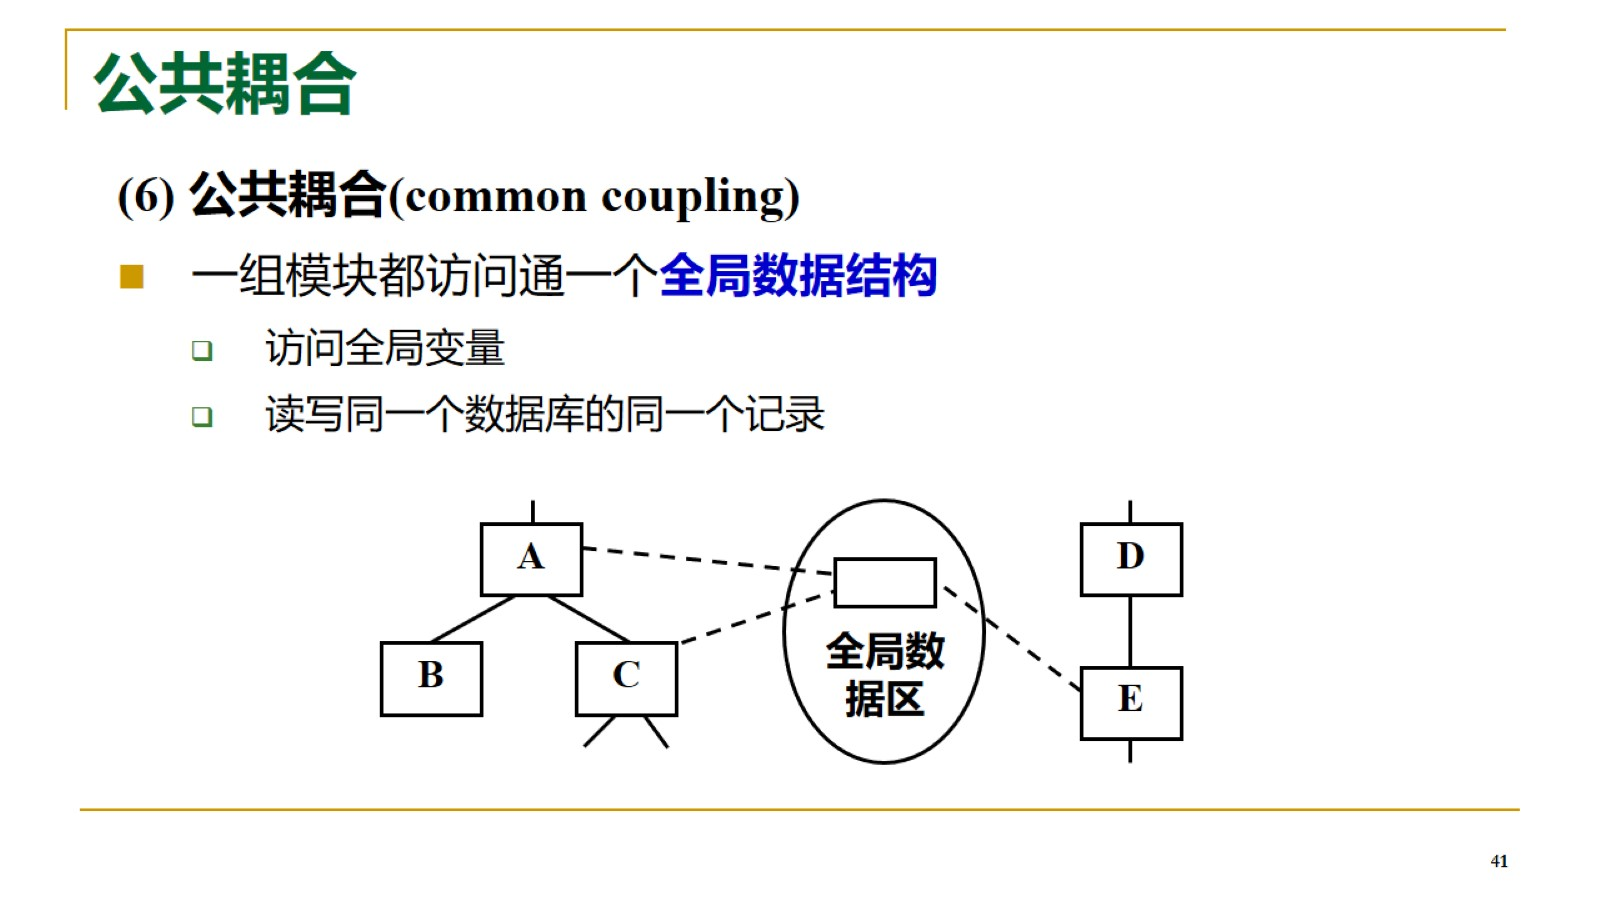 公共耦合
(6) 公共耦合(common coupling)
一组模块都访问通一个全局数据结构
访问全局变量
读写同一个数据库的同一个记录
A
D
全局数
据区
B
C
E
41